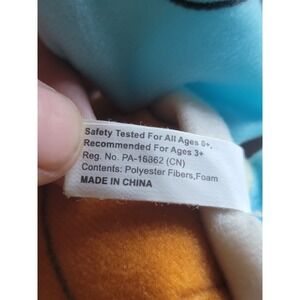 Safety Tested For All Ages 0+.
Recommended For Ages 3+
Reg. No. PA-16862 (CN)
Contents: Polyester Fibers,Foam
MADE IN CHINA